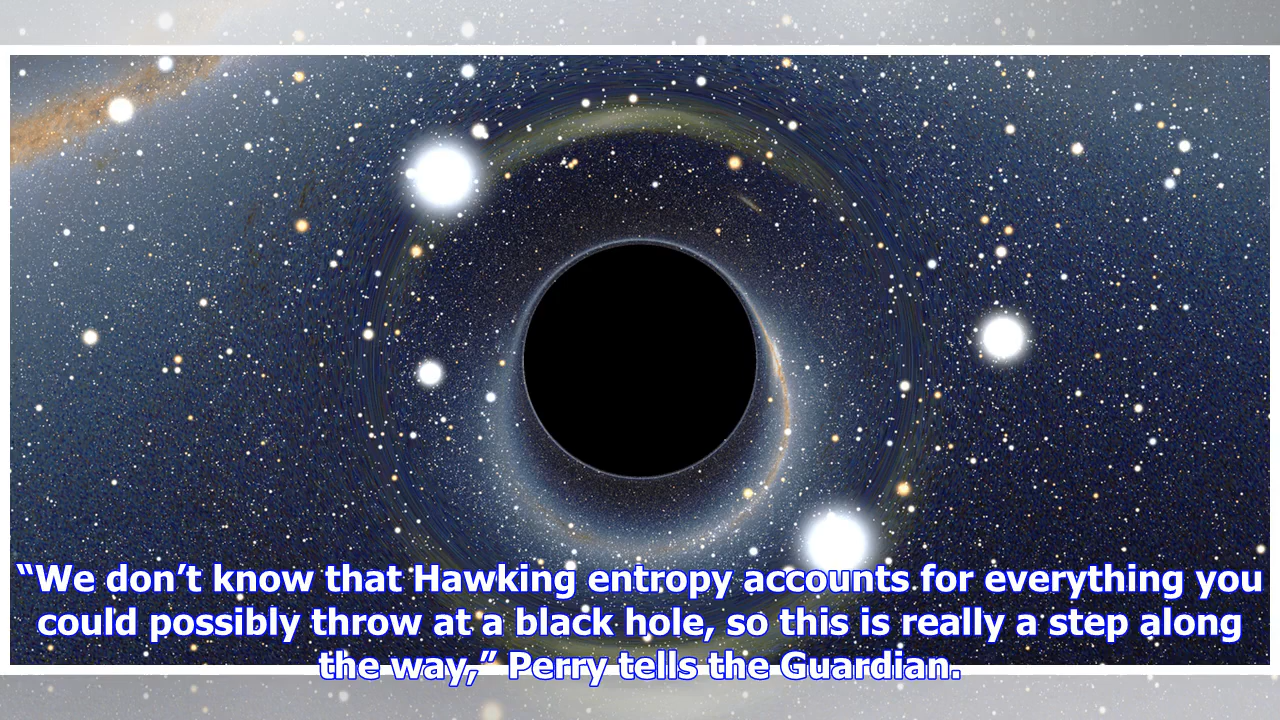 “We don’t know that Hawking entropy accounts for everything you
could possibly throw at a black hole, so this is really a step along
the way,” Perry tells the Guardian.